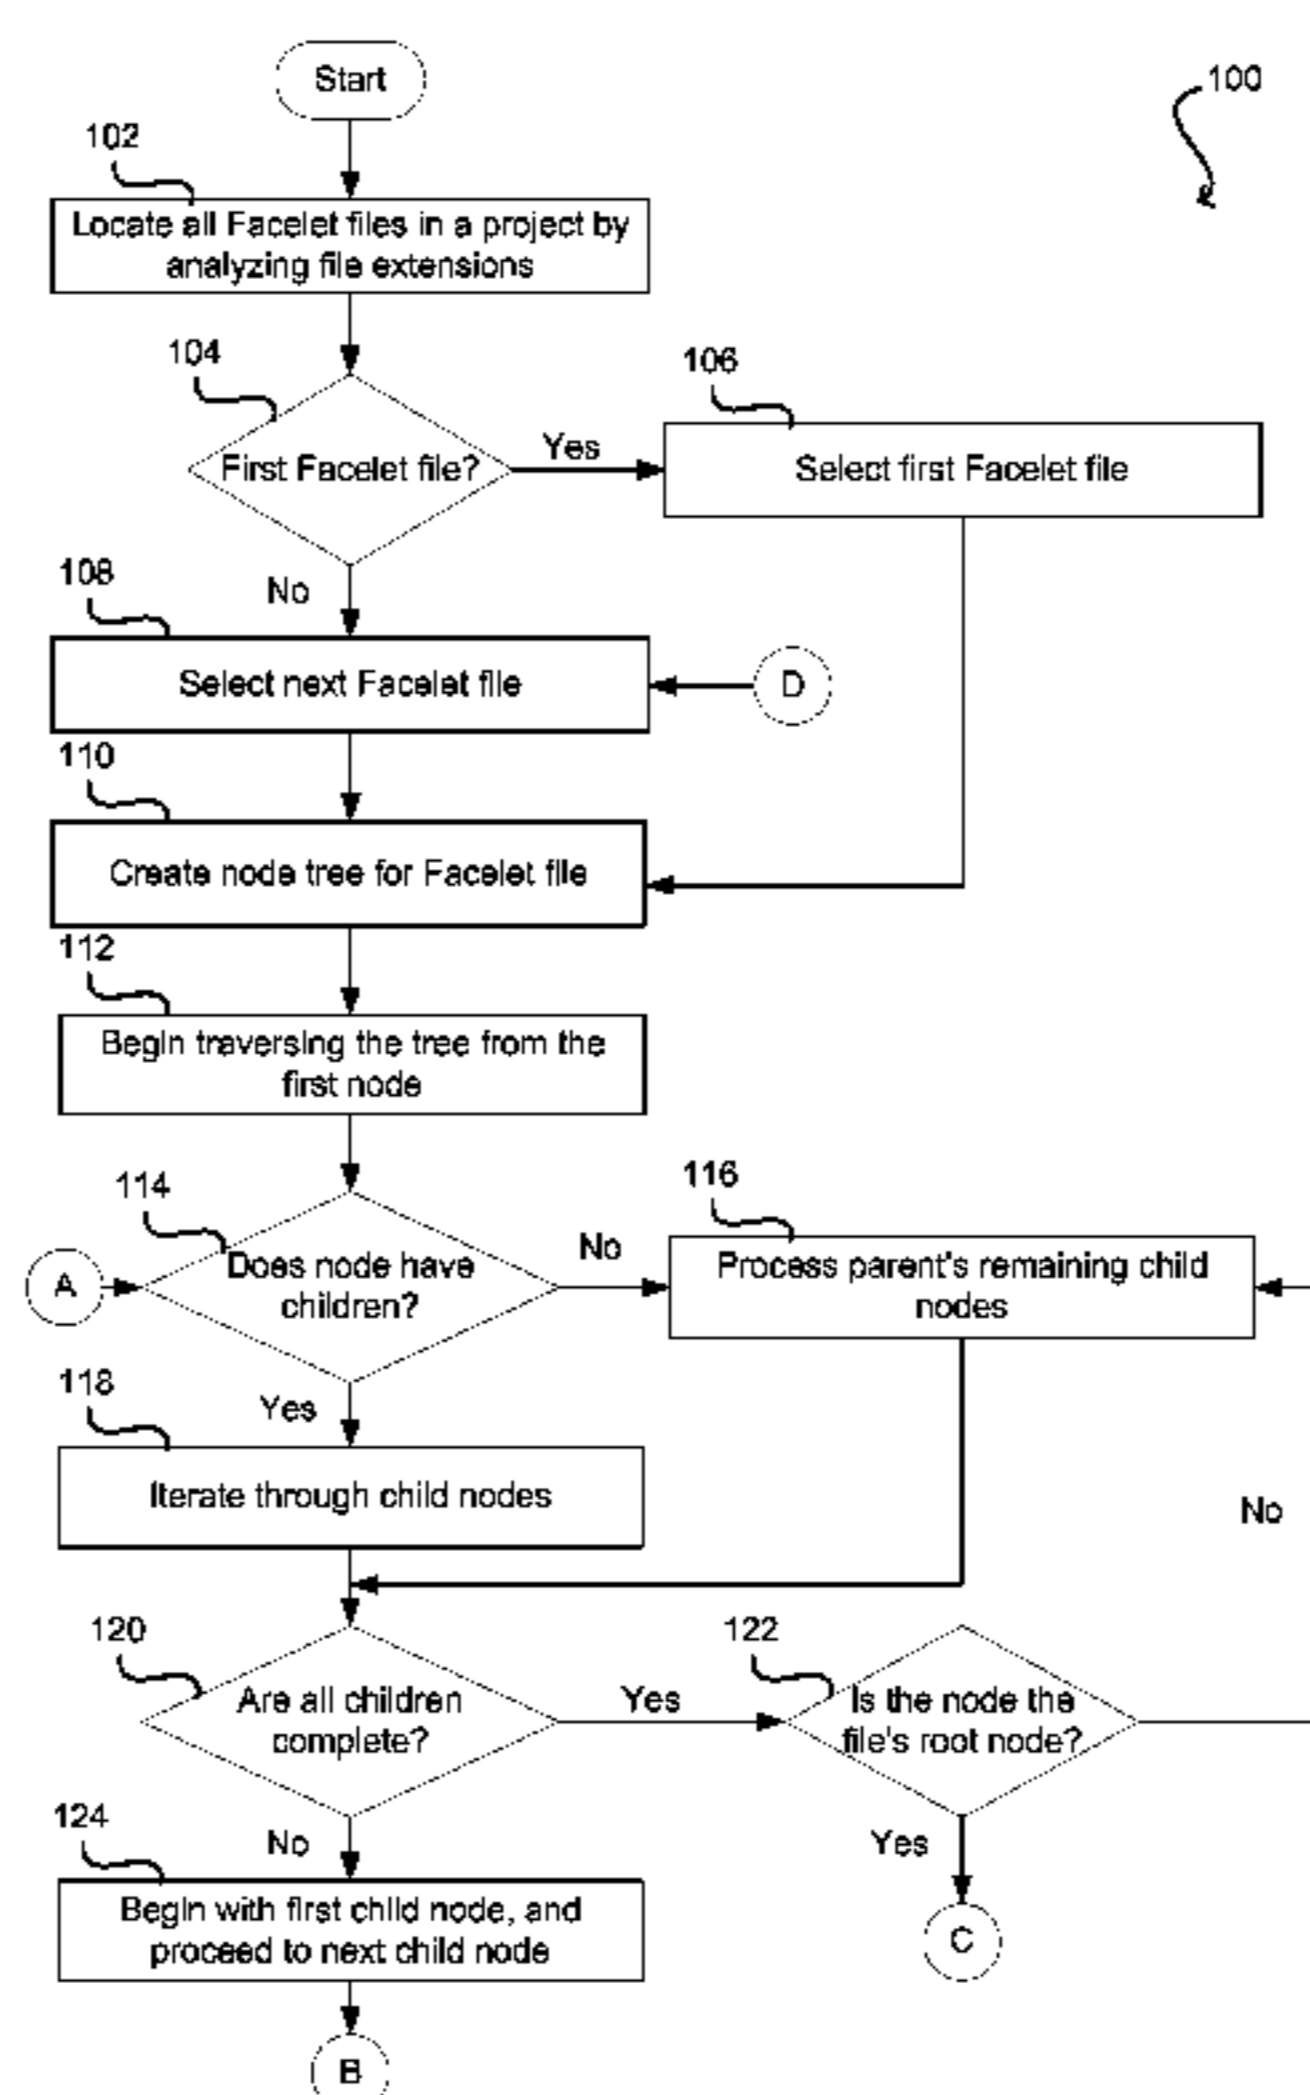 Start
100
102
Locate all Facelet files in a project by
analyzing file extensions
104
First Facelet file?
Yes
106
Select first Facelet file
No
108
Select next Facelet file
D
110
Create node tree for Facelet file
112
Begin traversing the tree from the
first node
114
A
Does node have
children?
No
116
Process parent's remaining child
nodes
Yes
118
Iterate through child nodes
No
120
Are all children
complete?
Yes
122
Is the node the
file's root node?
No
Yes
124
Begin with first child node, and
proceed to next child node
C
B